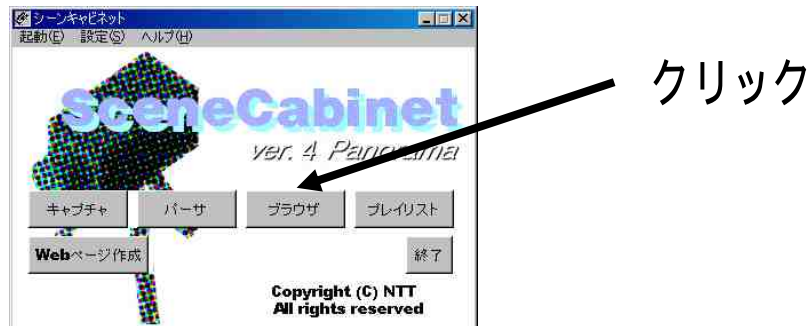 シーンキャビネット
起動(E) 設定(S) ヘルプ(H)
クリック
SceneCabinet
ver. 4 Panorama
キャプチャ パーサ ブラウザ プレイリスト
Webページ作成 終了
Copyright (C) NTT
All rights reserved